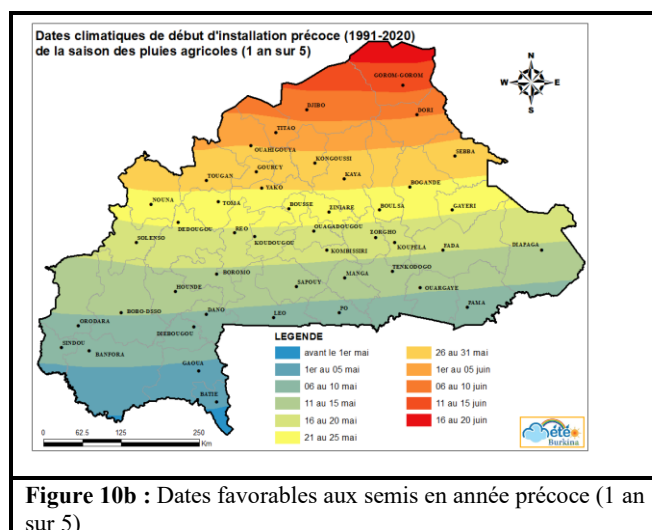 Dates climatiques de début d'installation précoce (1991-2020)
de la saison des pluies agricoles (1 an sur 5)
N
W
E
S
GOROM-GOROM
DJIBO
DORI
TITAO
OUAHIGOUYA
SEBBA
KONGOUSSI
GOURCY
TOUGAN
KAYA
YAKO
BOGANDE
NOUNA
TOMA
BOUSSE
ZINIARE
BOULSA
GAYERI
DEDOUGOU
REO
OUAGADOUGOU
SOLENSO
KOUDOUGOU
ZORGHO
KOUPELA
KOMBISSIRI
FADA
DIAPAGA
BOROMO
TENKODOGO
MANGA
HOUNDE
SAPOUY
OUARGAYE
PAMA
BOBO-DSSO
DANO
LEO
PO
ORODARA
DIEBOUGOU
SINDOU
BANFORA
GAOUA
BATIE
LEGENDE
avant le 1er mai
1er au 05 mai
06 au 10 mai
11 au 15 mai
16 au 20 mai
21 au 25 mai
26 au 31 mai
1er au 05 juin
06 au 10 juin
11 au 15 juin
16 au 20 juin
0 62.5 125 250
Km
été
Burkina
Figure 10b : Dates favorables aux semis en année précoce (1 an
sur 5)